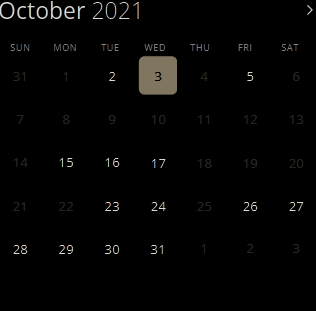 October 2021
SUN MON TUE WED THU FRI SAT
31 1 2 3 4 5 6
7 8 9 10 11 12 13
14 15 16 17 18 19 20
21 22 23 24 25 26 27
28 29 30 31 1 2 3